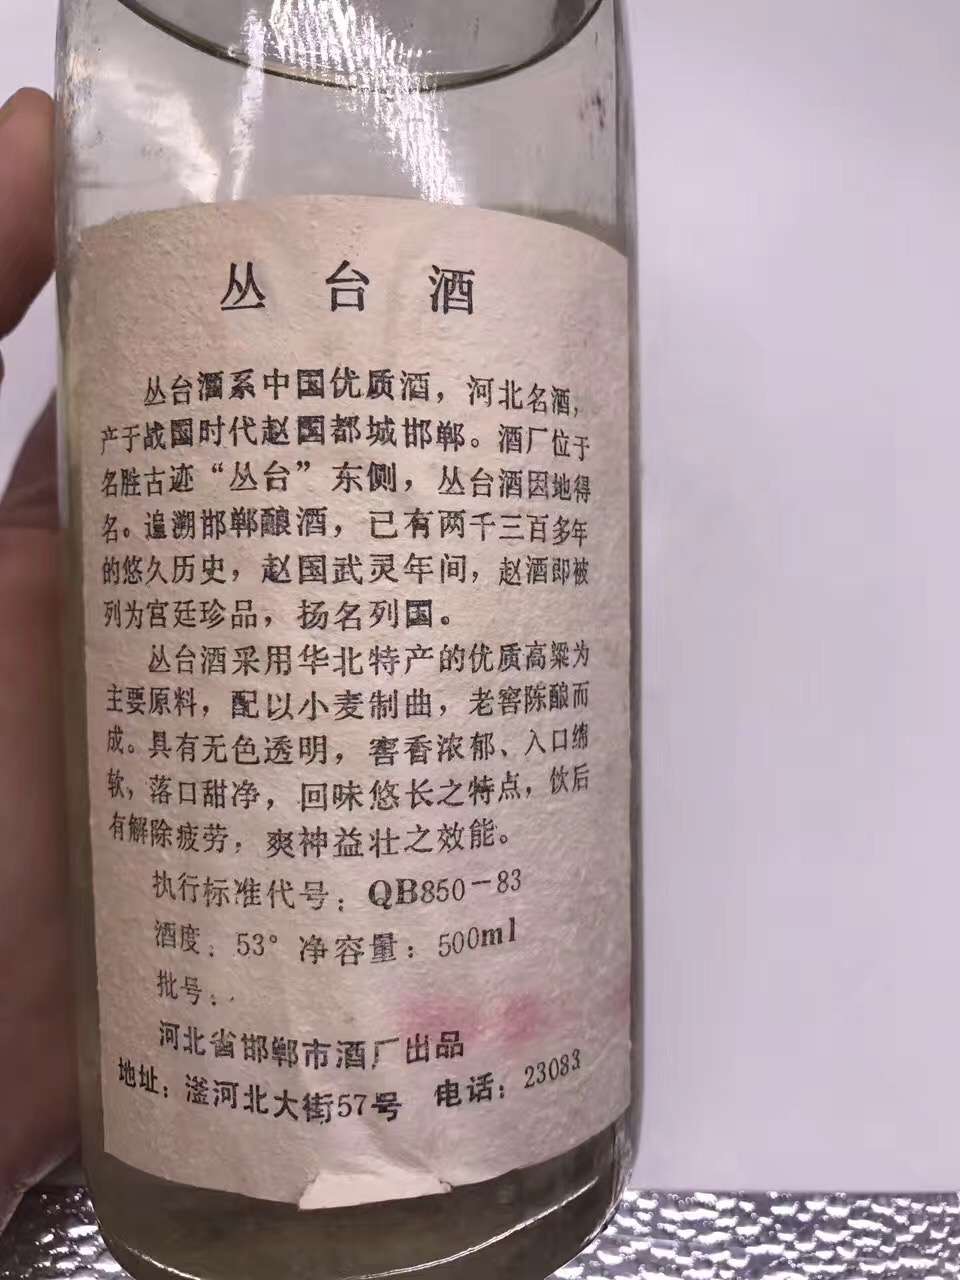 丛台酒
丛台酒系中国优质酒，河北名酒，
产于战国时代赵国都城邯郸。酒厂位于
名胜古迹“丛台”东侧，丛台酒因地得
名。追溯邯郸酿酒，已有两千三百多年
的悠久历史，赵国武灵年间，赵酒即被
列为宫廷珍品，扬名列国。
丛台酒采用华北特产的优质高粱为
主要原料，配以小麦制曲，老窖陈酿而
成。具有无色透明，窖香浓郁、入口绵
软，落口甜净，回味悠长之特点，饮后
有解除疲劳，爽神益壮之效能。
执行标准代号：QB850-83
酒度：53° 净容量：500ml
批号：
河北省邯郸市酒厂出品
地址：滏河北大街57号 电话：23083